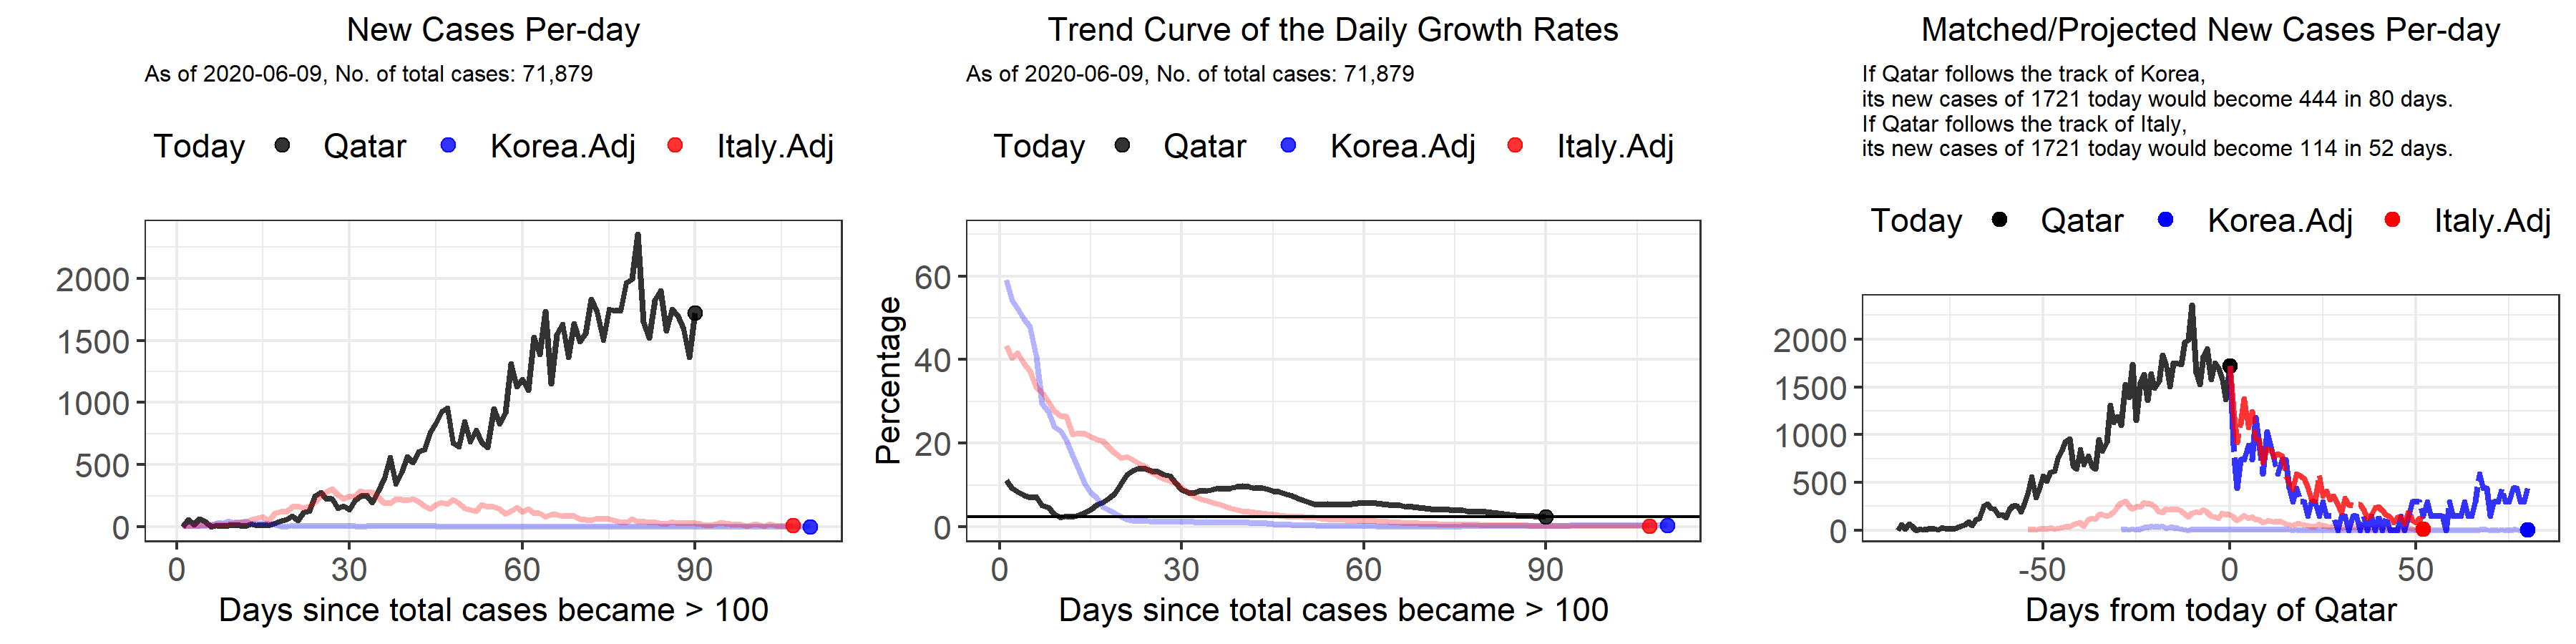 New Cases Per-day
As of 2020-06-09, No. of total cases: 71,879
Today Qatar Korea.Adj Italy.Adj
2000
1500
1000
500
0
0 30 60 90
Days since total cases became > 100
Trend Curve of the Daily Growth Rates
As of 2020-06-09, No. of total cases: 71,879
Today Qatar Korea.Adj Italy.Adj
Percentage
60
40
20
0
0 30 60 90
Days since total cases became > 100
Matched/Projected New Cases Per-day
If Qatar follows the track of Korea,
its new cases of 1721 today would become 444 in 80 days.
If Qatar follows the track of Italy,
its new cases of 1721 today would become 114 in 52 days.
Today Qatar Korea.Adj Italy.Adj
2000
1500
1000
500
0
-50 0 50
Days from today of Qatar